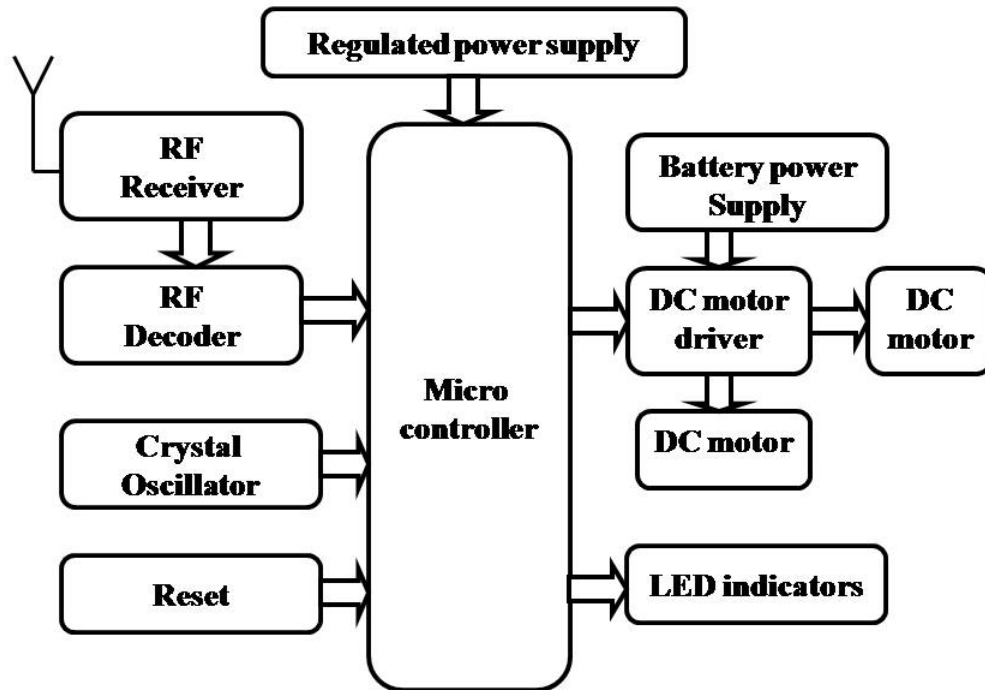 Regulated power supply
RF
Receiver
Battery power
Supply
RF
Decoder
DC motor
driver
DC
motor
Micro
controller
DC motor
Crystal
Oscillator
Reset
LED indicators